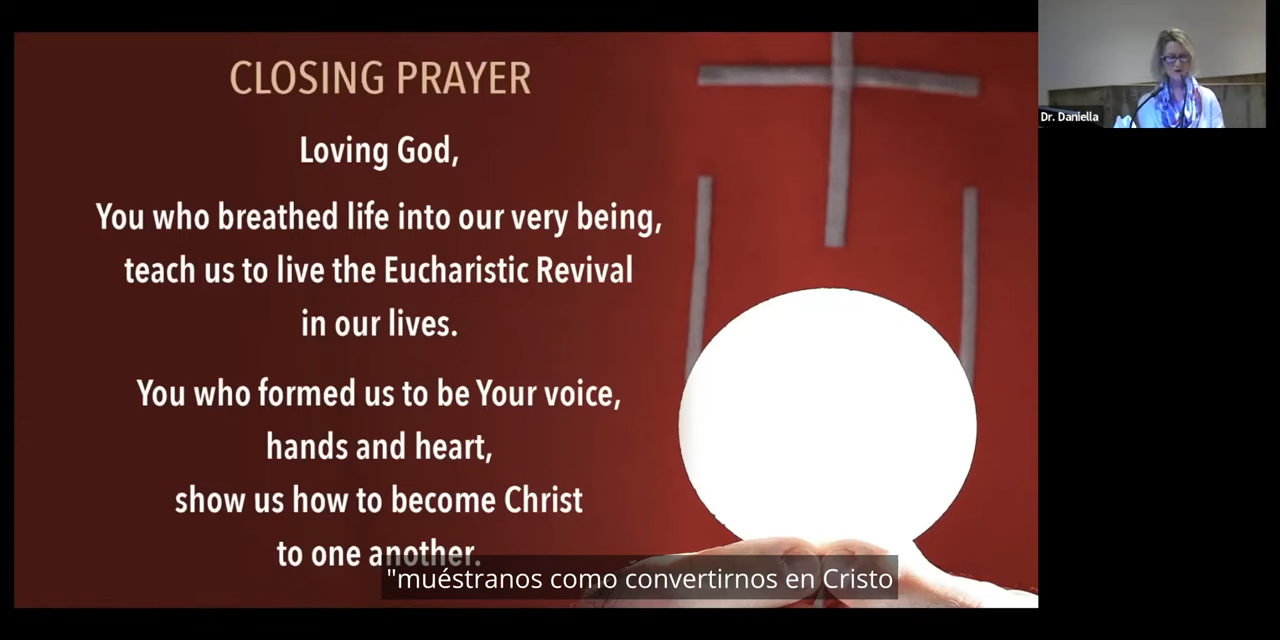 CLOSING PRAYER
Loving God,
You who breathed life into our very being,
teach us to live the Eucharistic Revival
in our lives.
You who formed us to be Your voice,
hands and heart,
show us how to become Christ
to one another.
"muéstranos como convertirnos en Cristo
Dr. Daniella